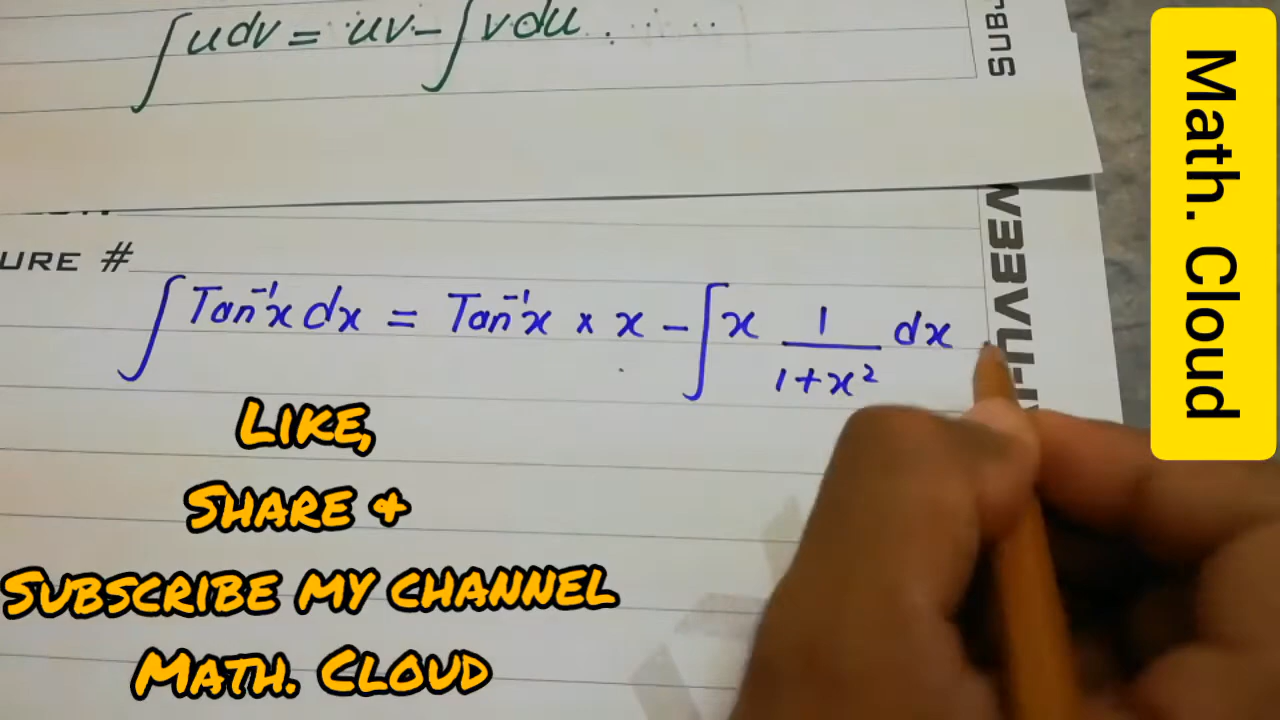 ∫udv = uv - ∫vdu.
SUBJ
URE #
∫Tan⁻¹x dx = Tan⁻¹x × x - ∫x 1/(1+x²) dx
Like,
Share &
Subscribe my channel
Math. Cloud
Math. Cloud